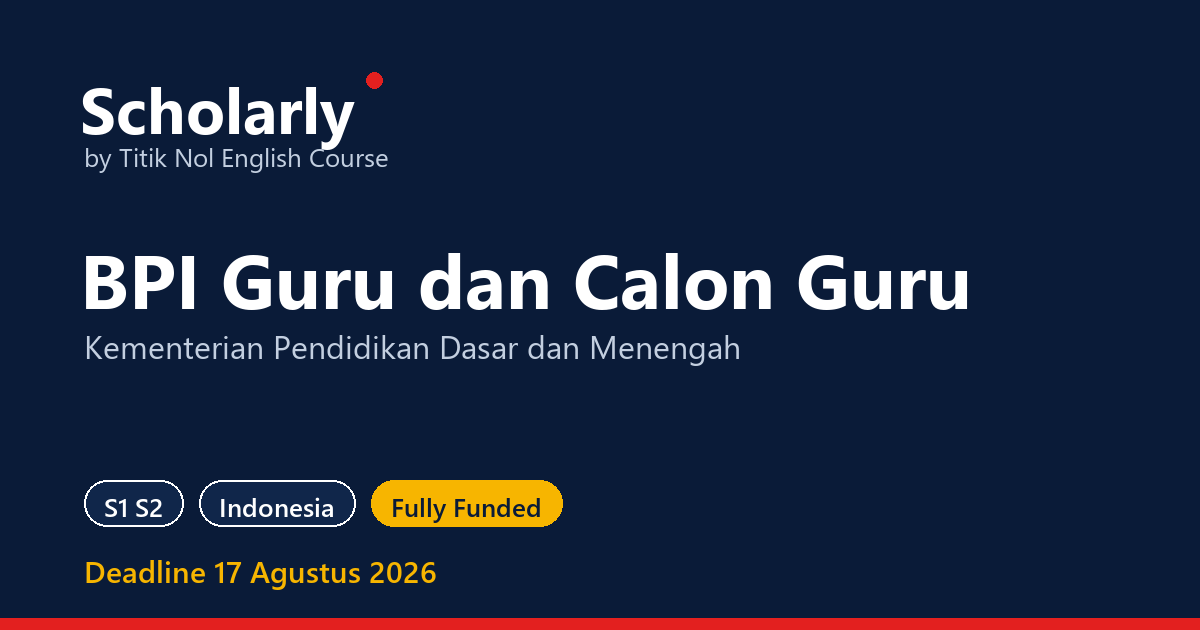 Scholarly
by Titik Nol English Course
BPI Guru dan Calon Guru
Kementerian Pendidikan Dasar dan Menengah
S1 S2
Indonesia
Fully Funded
Deadline 17 Agustus 2026